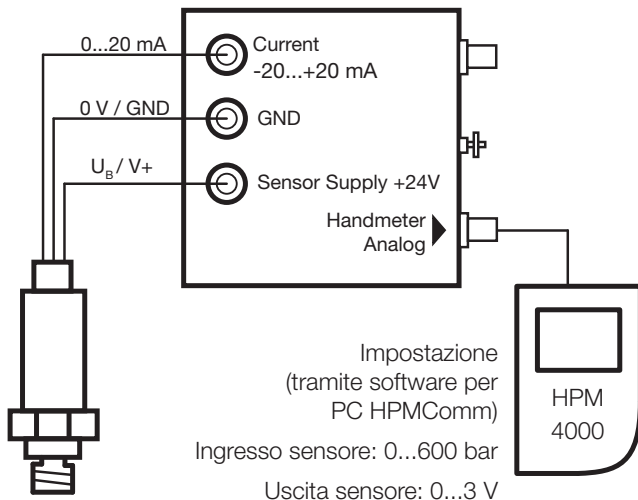 0...20 mA
Current
-20...+20 mA
0 V / GND
GND
U_B / V+
Sensor Supply +24V
Handmeter
Analog
Impostazione
(tramite software per
PC HPMComm)
Ingresso sensore: 0...600 bar
Uscita sensore: 0...3 V
HPM
4000